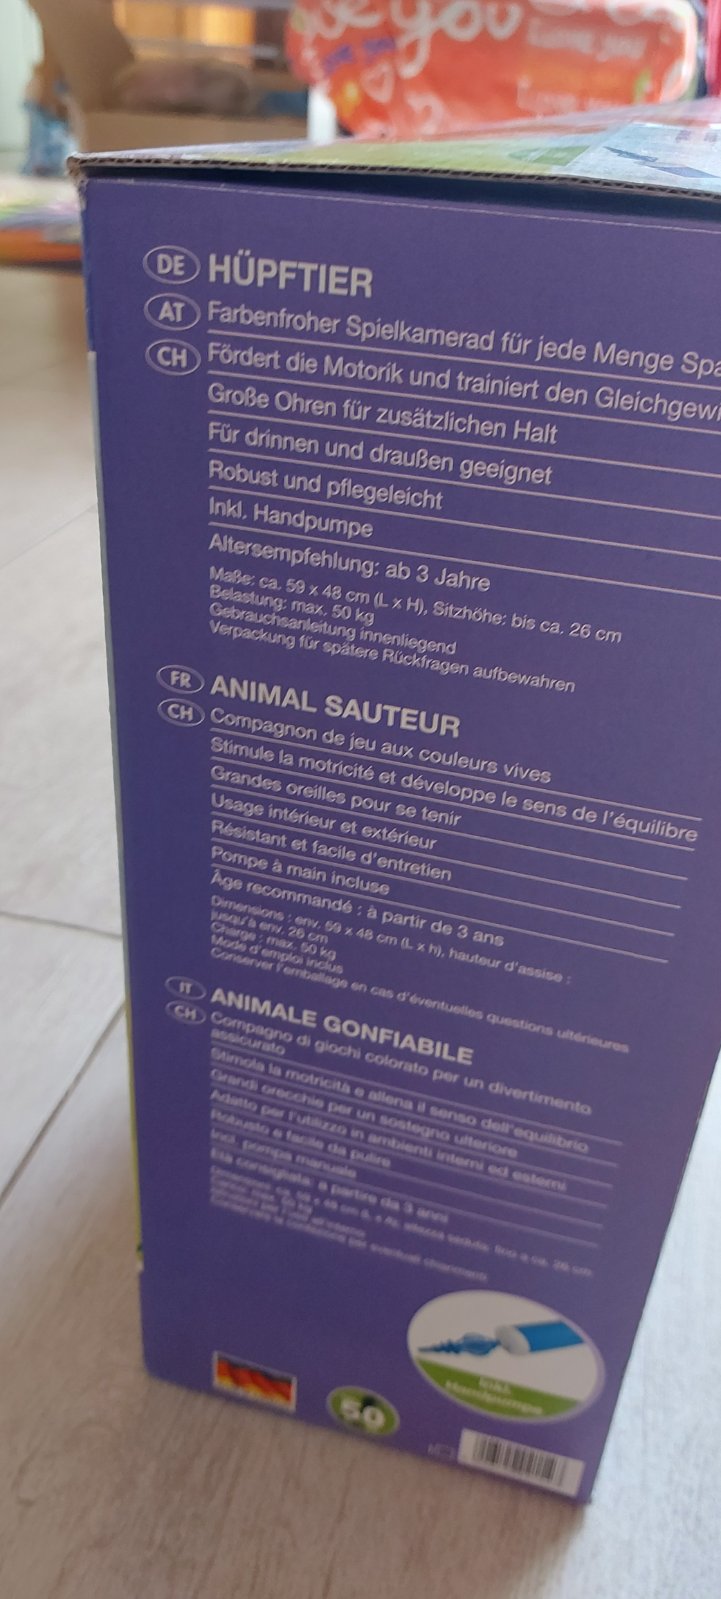 love you
DE HÜPFTIER
AT Farbenfroher Spielkamerad für jede Menge Spa
CH Fördert die Motorik und trainiert den Gleichgewi
Große Ohren für zusätzlichen Halt
Für drinnen und draußen geeignet
Robust und pflegeleicht
Inkl. Handpumpe
Altersempfehlung: ab 3 Jahre
Maße: ca. 59 x 48 cm (L x H), Sitzhöhe: bis ca. 26 cm
Belastung: max. 50 kg
Gebrauchsanleitung innenliegend
Verpackung für spätere Rückfragen aufbewahren
FR ANIMAL SAUTEUR
CH Compagnon de jeu aux couleurs vives
Stimule la motricité et développe le sens de l'équilibre
Grandes oreilles pour se tenir
Usage intérieur et extérieur
Résistant et facile d'entretien
Pompe à main incluse
Âge recommandé : à partir de 3 ans
Dimensions : env. 59 x 48 cm (L x h), hauteur d'assise :
jusqu'à env. 26 cm
Charge : max. 50 kg
Mode d'emploi inclus
Conserver l'emballage en cas d'éventuelles questions ultérieures
IT ANIMALE GONFIABILE
CH Compagno di giochi colorato per un divertimento
assicurato
Stimola la motricità e allena il senso dell'equilibrio
Grandi orecchie per un sostegno ulteriore
Adatto per l'utilizzo in ambienti interni ed esterni
Robusto e facile da pulire
Incl. pompa manuale
Età consigliata: a partire da 3 anni
Inkl.
Handpumpe
50